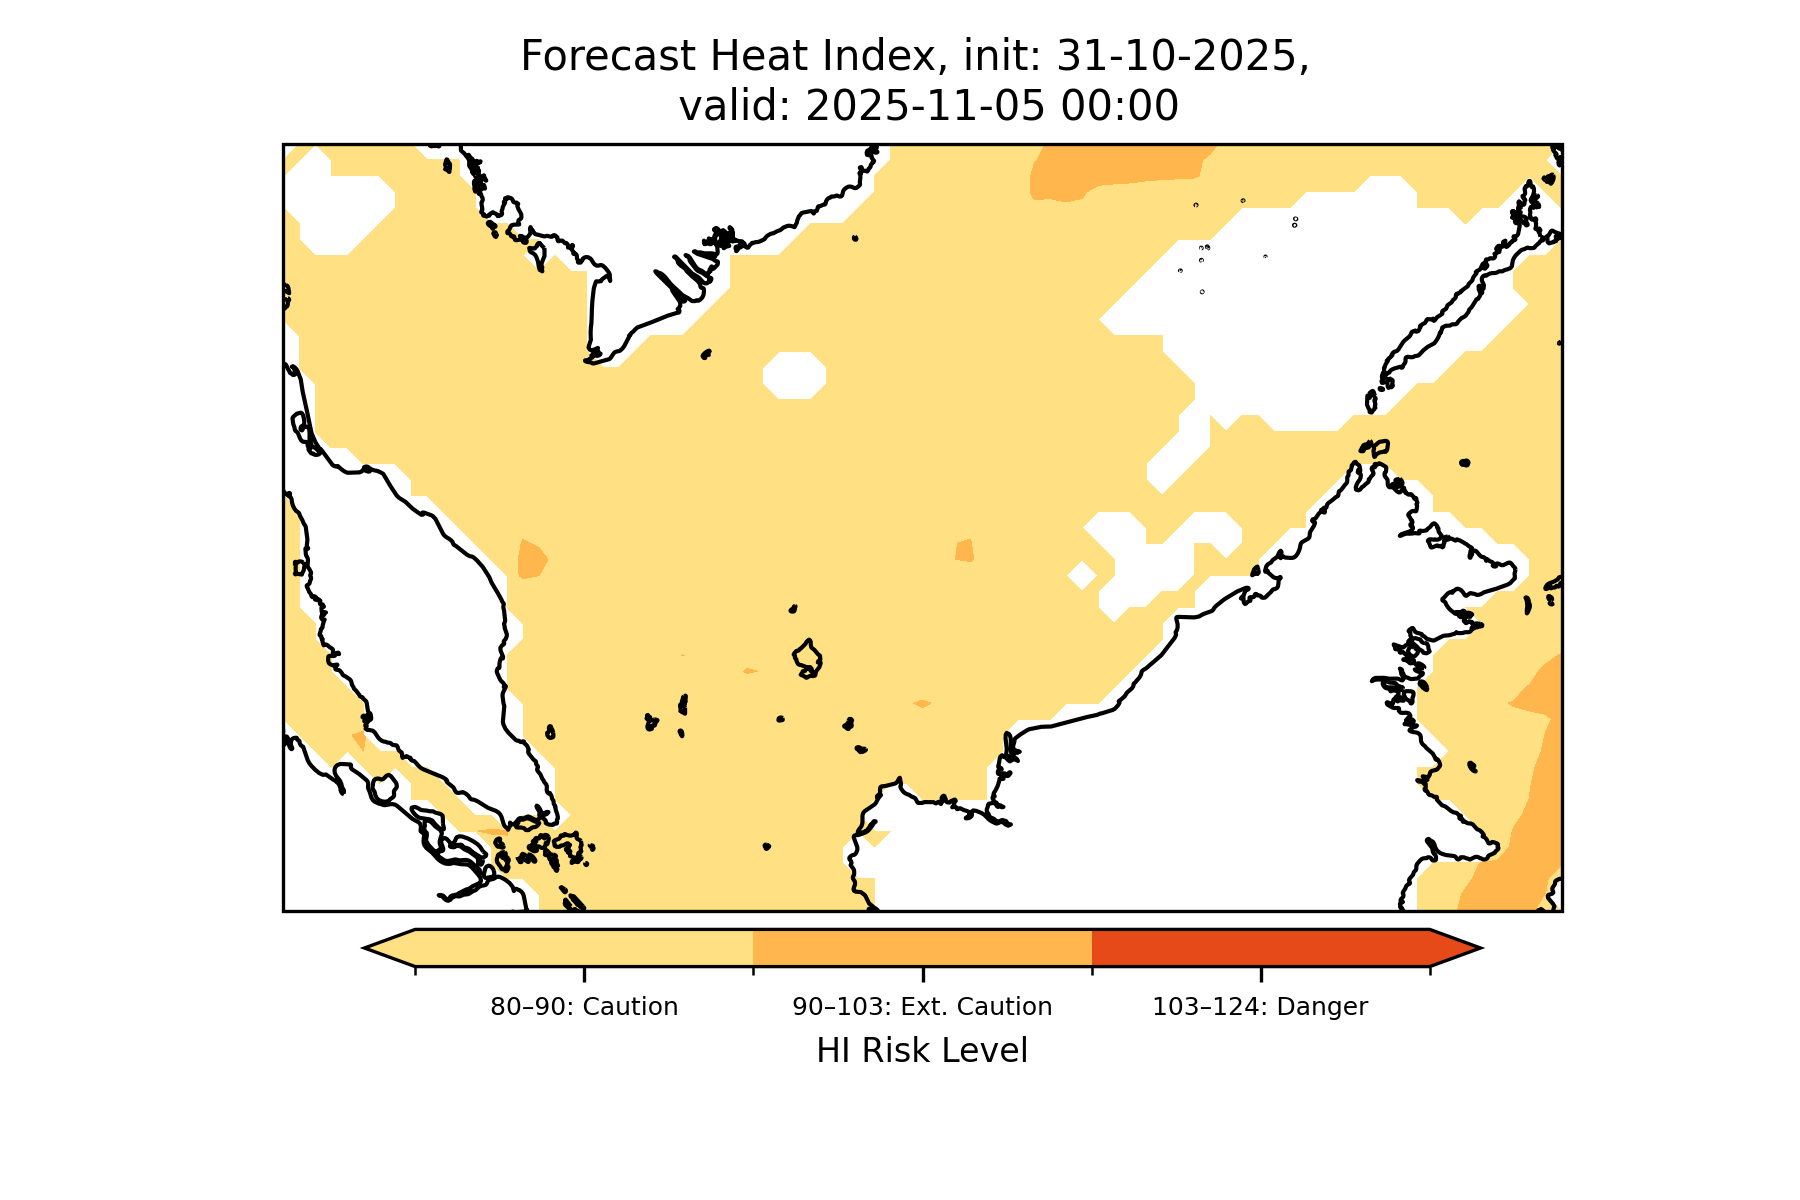 Forecast Heat Index, init: 31-10-2025,
valid: 2025-11-05 00:00
80–90: Caution
90–103: Ext. Caution
103–124: Danger
HI Risk Level